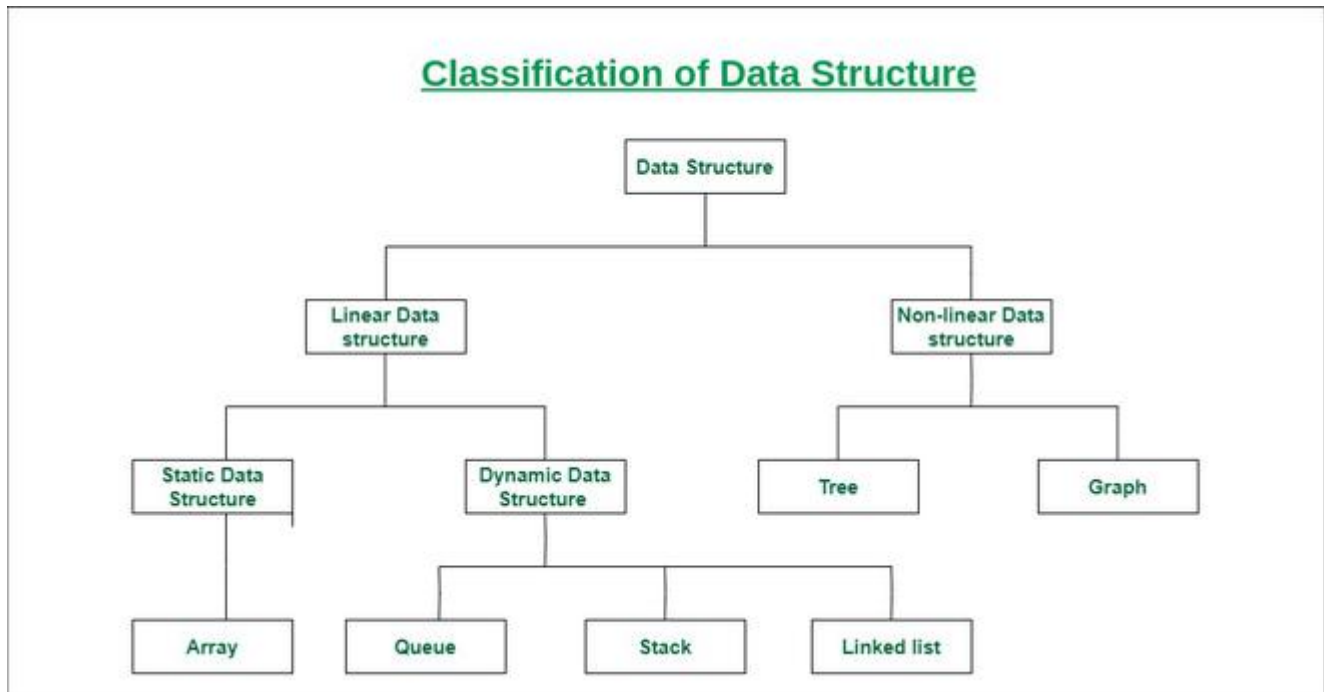 Classification of Data Structure
Data Structure
Linear Data
structure
Non-linear Data
structure
Static Data
Structure
Dynamic Data
Structure
Tree
Graph
Array
Queue
Stack
Linked list